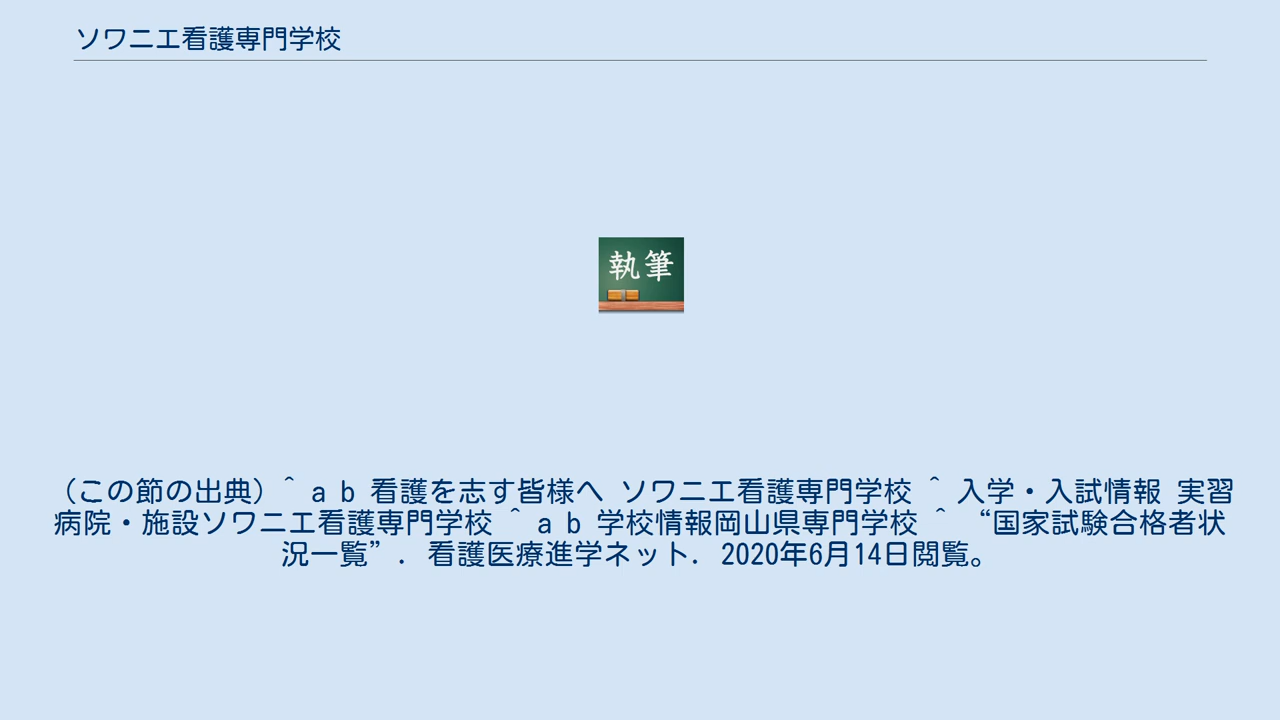 ソワニエ看護専門学校
執筆
（この節の出典）^ a b 看護を志す皆様へ ソワニエ看護専門学校 ^ 入学・入試情報 実習
病院・施設ソワニエ看護専門学校 ^ a b 学校情報岡山県専門学校 ^ “国家試験合格者状
況一覧”. 看護医療進学ネット. 2020年6月14日閲覧。